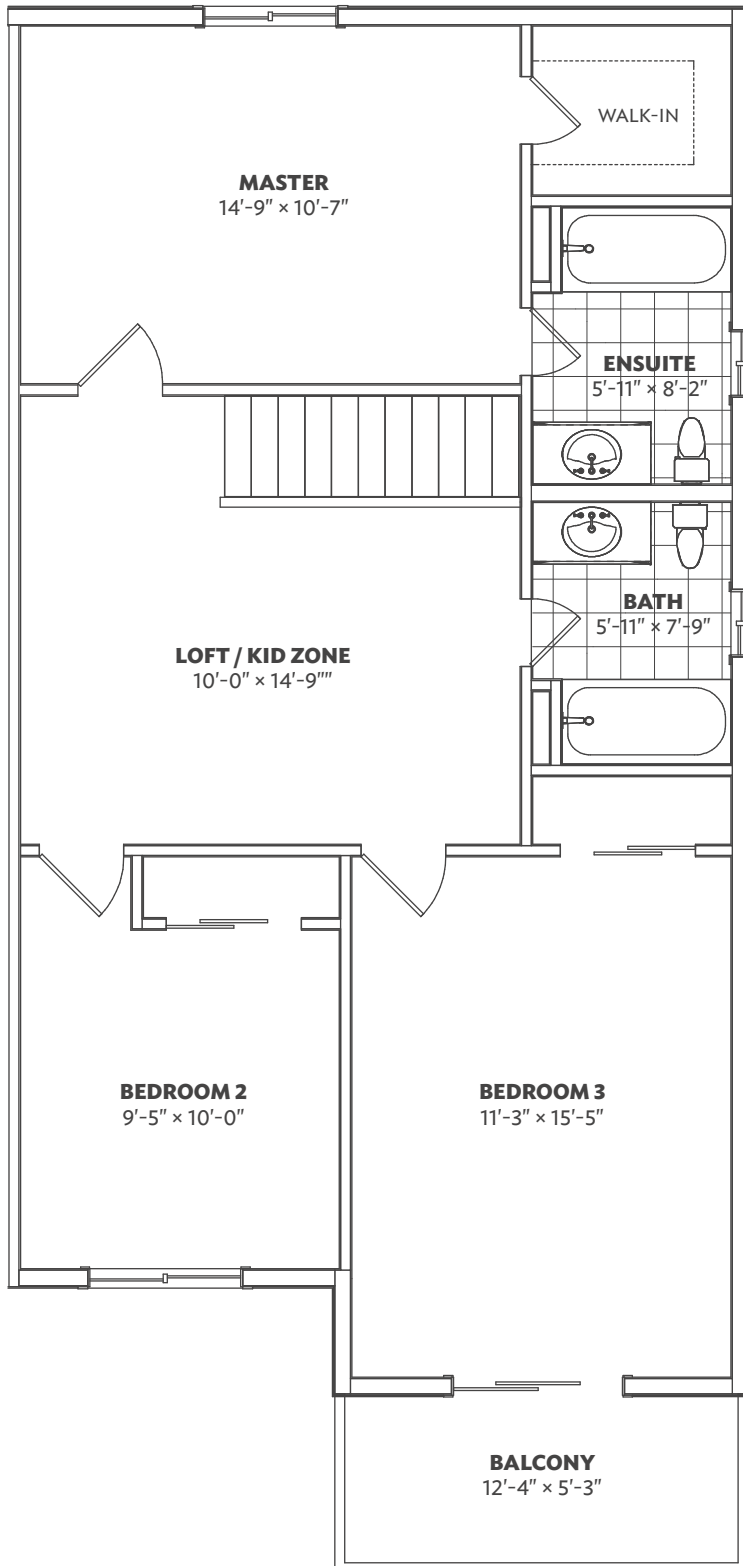 WALK-IN
MASTER
14'-9" × 10'-7"
ENSUITE
5'-11" × 8'-2"
BATH
5'-11" × 7'-9"
LOFT / KID ZONE
10'-0" × 14'-9""
BEDROOM 2
9'-5" × 10'-0"
BEDROOM 3
11'-3" × 15'-5"
BALCONY
12'-4" × 5'-3"